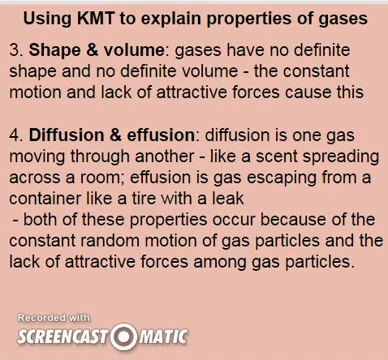 Using KMT to explain properties of gases
3. Shape & volume: gases have no definite
shape and no definite volume - the constant
motion and lack of attractive forces cause this
4. Diffusion & effusion: diffusion is one gas
moving through another - like a scent spreading
across a room; effusion is gas escaping from a
container like a tire with a leak
- both of these properties occur because of the
constant random motion of gas particles and the
lack of attractive forces among gas particles.
Recorded with
SCREENCAST-O-MATIC